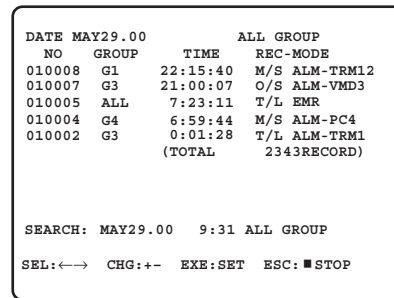 DATE MAY29.00 ALL GROUP
NO GROUP TIME REC-MODE
010008 G1 22:15:40 M/S ALM-TRM12
010007 G3 21:00:07 O/S ALM-VMD3
010005 ALL 7:23:11 T/L EMR
010004 G4 6:59:44 M/S ALM-PC4
010002 G3 0:01:28 T/L ALM-TRM1
(TOTAL 2343RECORD)
SEARCH: MAY29.00 9:31 ALL GROUP
SEL:←→ CHG:+− EXE:SET ESC:■STOP